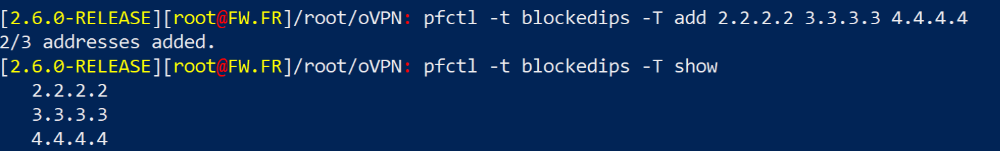 [2.6.0-RELEASE][root@FW.FR]/root/oVPN: pfctl -t blockedips -T add 2.2.2.2 3.3.3.3 4.4.4.4
2/3 addresses added.
[2.6.0-RELEASE][root@FW.FR]/root/oVPN: pfctl -t blockedips -T show
   2.2.2.2
   3.3.3.3
   4.4.4.4